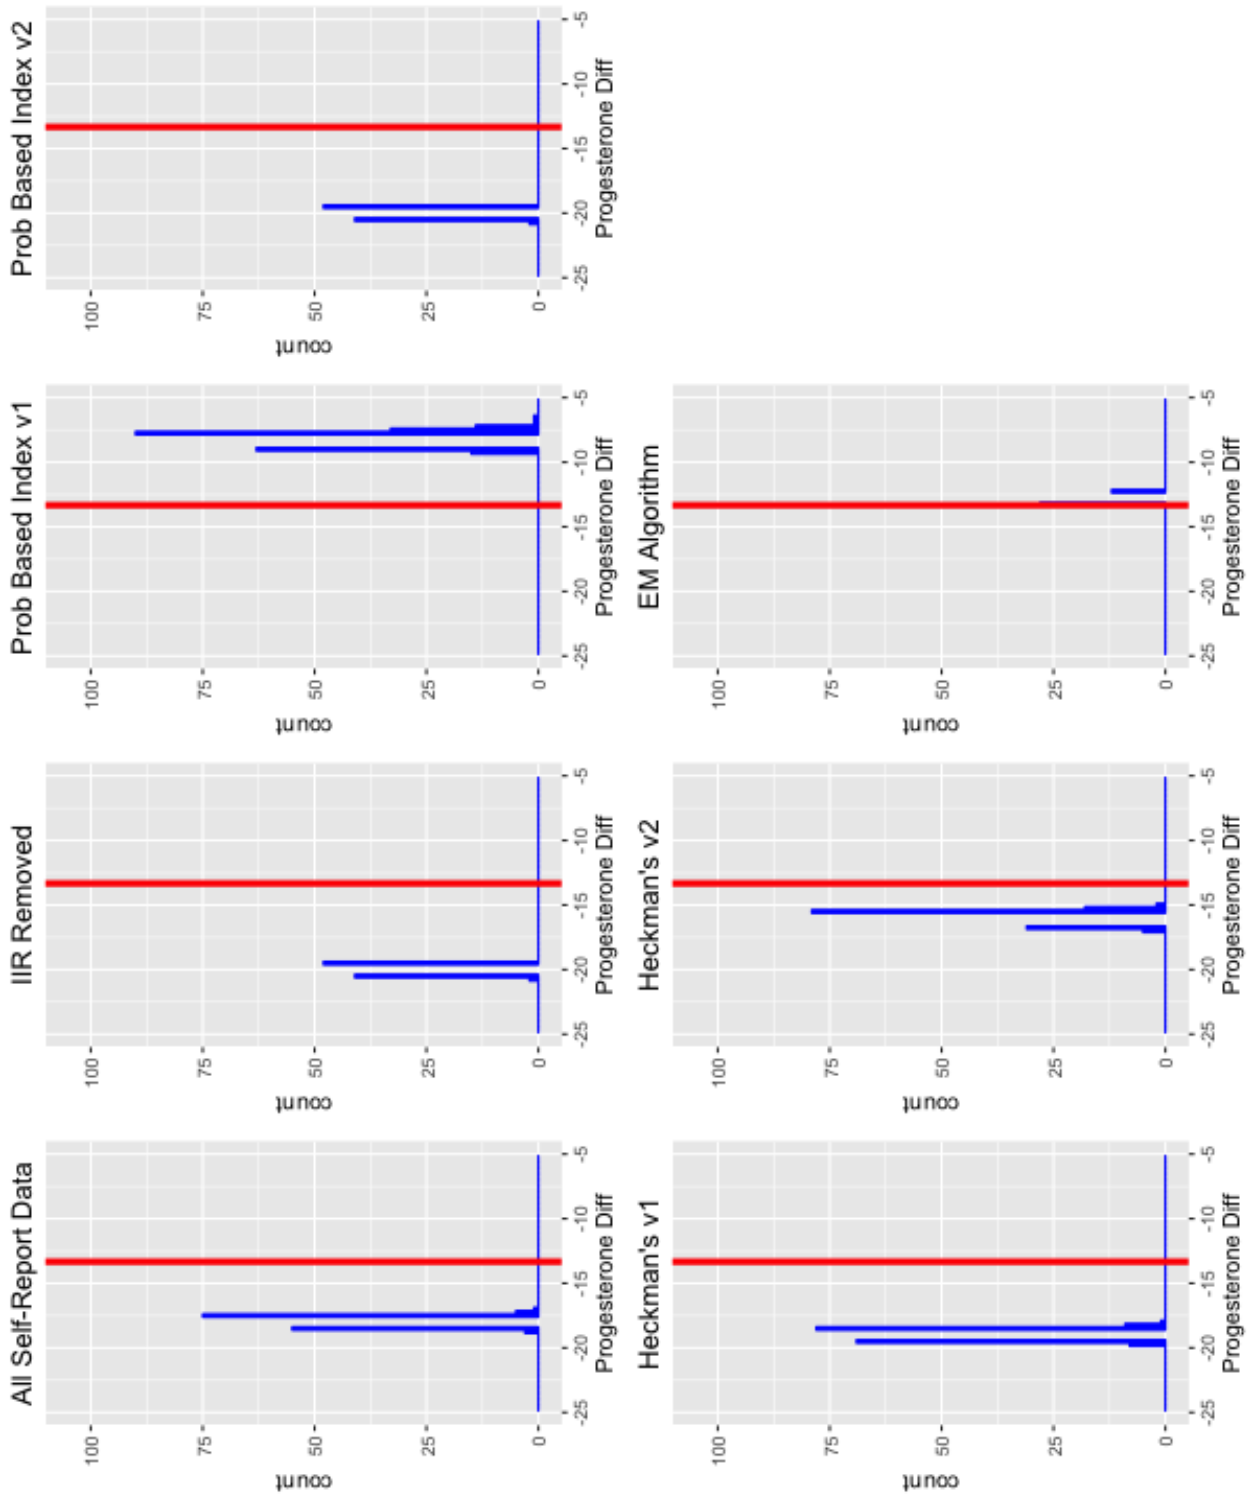 All Self-Report Data
count
100
75
50
25
0
-25 -20 -15 -10 -5
Progesterone Diff
IIR Removed
count
100
75
50
25
0
-25 -20 -15 -10 -5
Progesterone Diff
Prob Based Index v1
count
100
75
50
25
0
-25 -20 -15 -10 -5
Progesterone Diff
Prob Based Index v2
count
100
75
50
25
0
-25 -20 -15 -10 -5
Progesterone Diff
Heckman's v1
count
100
75
50
25
0
-25 -20 -15 -10 -5
Progesterone Diff
Heckman's v2
count
100
75
50
25
0
-25 -20 -15 -10 -5
Progesterone Diff
EM Algorithm
count
100
75
50
25
0
-25 -20 -15 -10 -5
Progesterone Diff